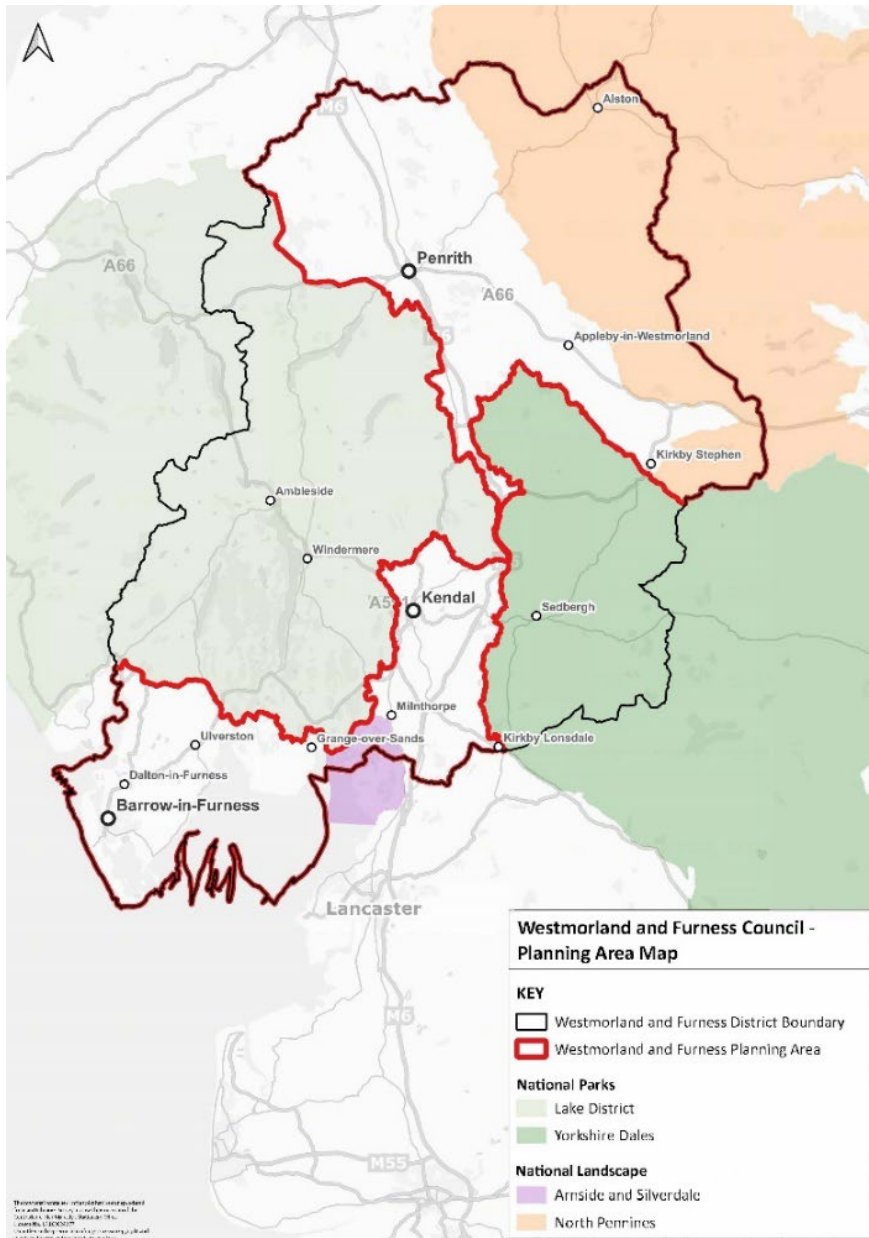 M6
Alston
A66
Penrith
A66
Appleby-in-Westmorland
Kirkby Stephen
Ambleside
Windermere
Kendal
Sedbergh
Milnthorpe
Ulverston
Grange-over-Sands
Kirkby Lonsdale
Dalton-in-Furness
Barrow-in-Furness
Lancaster
M6
M55
Westmorland and Furness Council -
Planning Area Map
KEY
Westmorland and Furness District Boundary
Westmorland and Furness Planning Area
National Parks
Lake District
Yorkshire Dales
National Landscape
Arnside and Silverdale
North Pennines